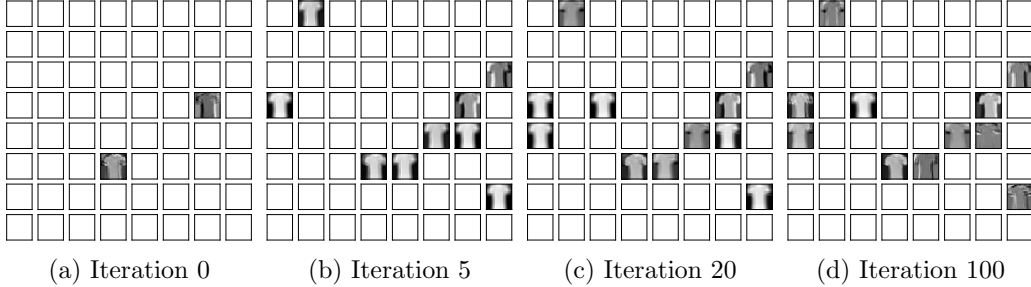 (a) Iteration 0
(b) Iteration 5
(c) Iteration 20
(d) Iteration 100